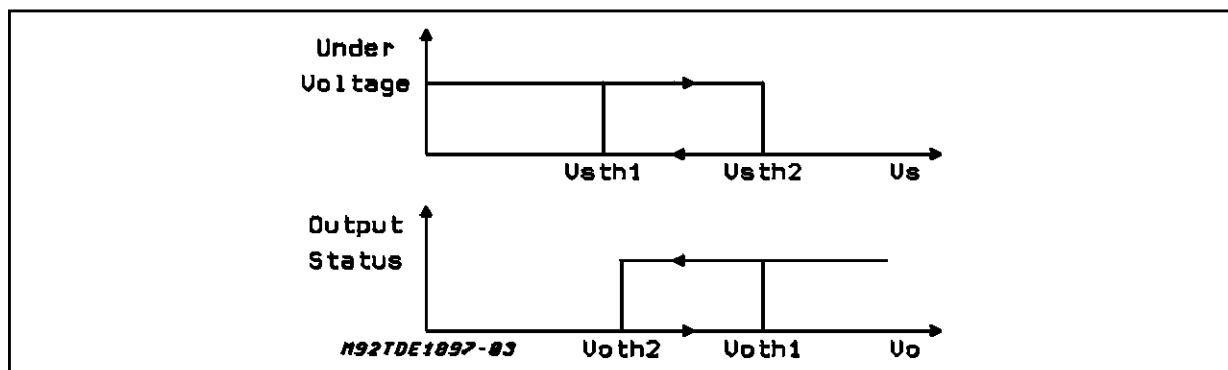 Under
Voltage
Vsth1 Vsth2 Vs
Output
Status
M92TDE1897-03 Voth2 Voth1 Vo